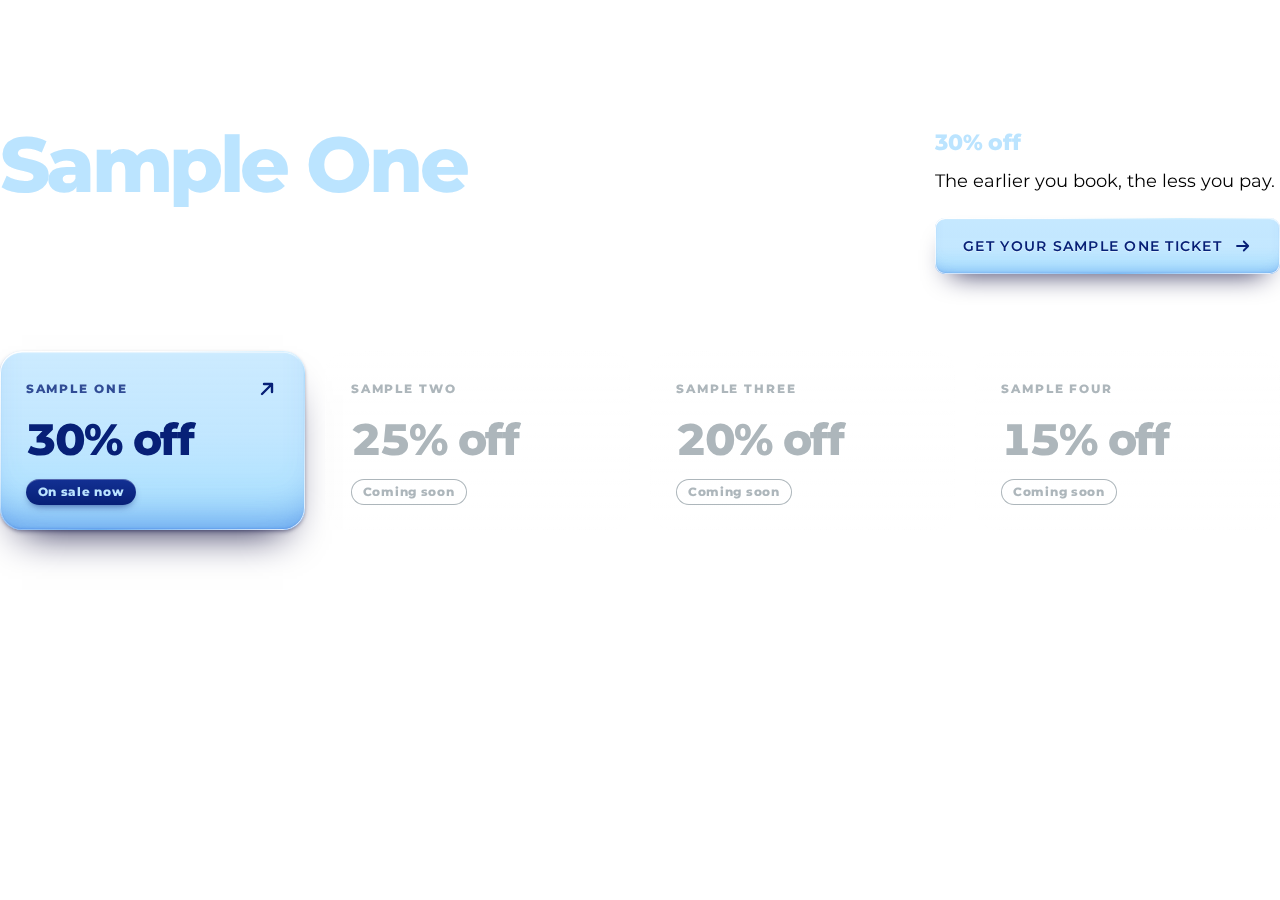 Sample One
30% off
The earlier you book, the less you pay.
GET YOUR SAMPLE ONE TICKET
SAMPLE ONE
30% off
On sale now
SAMPLE TWO
25% off
Coming soon
SAMPLE THREE
20% off
Coming soon
SAMPLE FOUR
15% off
Coming soon